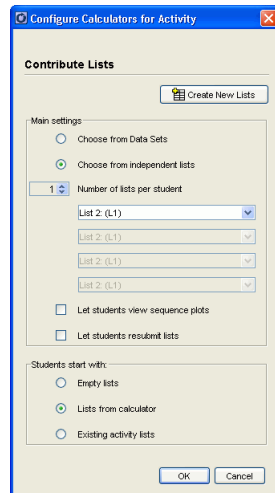 Configure Calculators for Activity
Contribute Lists
Create New Lists
Main settings
Choose from Data Sets
Choose from independent lists
1 Number of lists per student
List 2: (L1)
List 2: (L1)
List 2: (L1)
List 2: (L1)
Let students view sequence plots
Let students resubmit lists
Students start with:
Empty lists
Lists from calculator
Existing activity lists
OK Cancel